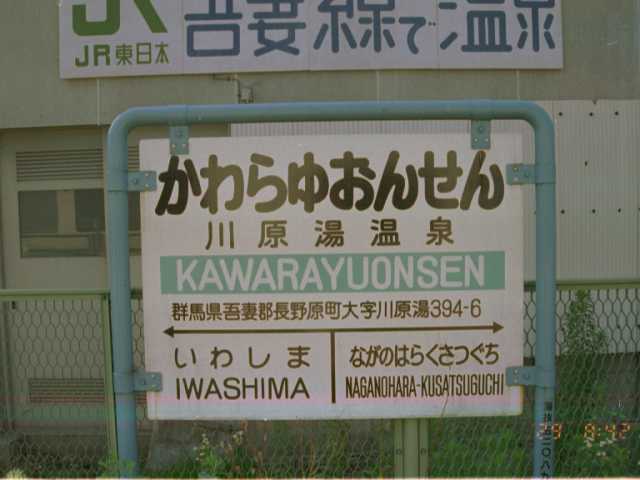 JR
JR東日本
吾妻線で温泉
かわらゆおんせん
川原湯温泉
KAWARAYUONSEN
群馬県吾妻郡長野原町大字川原湯394-6
いわしま
IWASHIMA
ながのはらくさつぐち
NAGANOHARA-KUSATSUGUCHI
8:42